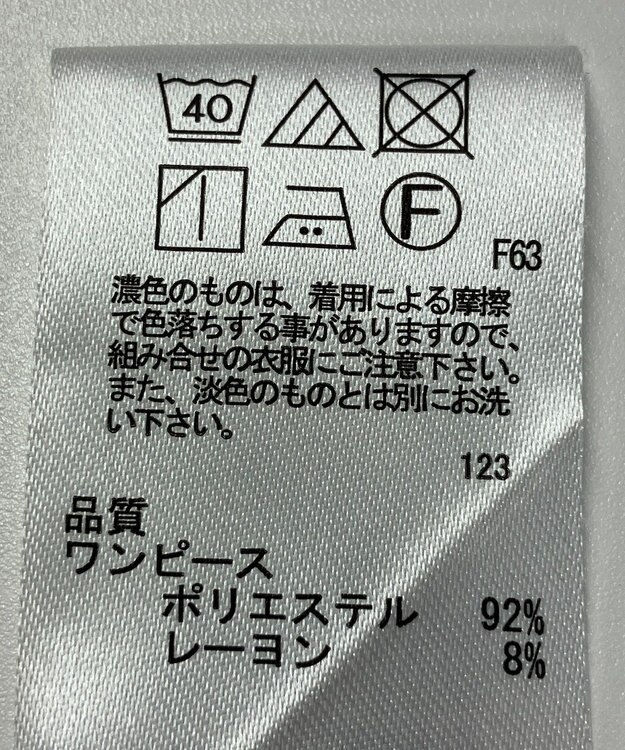 40
F
F63
濃色のものは、着用による摩擦
で色落ちする事がありますので、
組み合せの衣服にご注意下さい。
また、淡色のものとは別にお洗
い下さい。
123
品質
ワンピース
ポリエステル 92%
レーヨン 8%